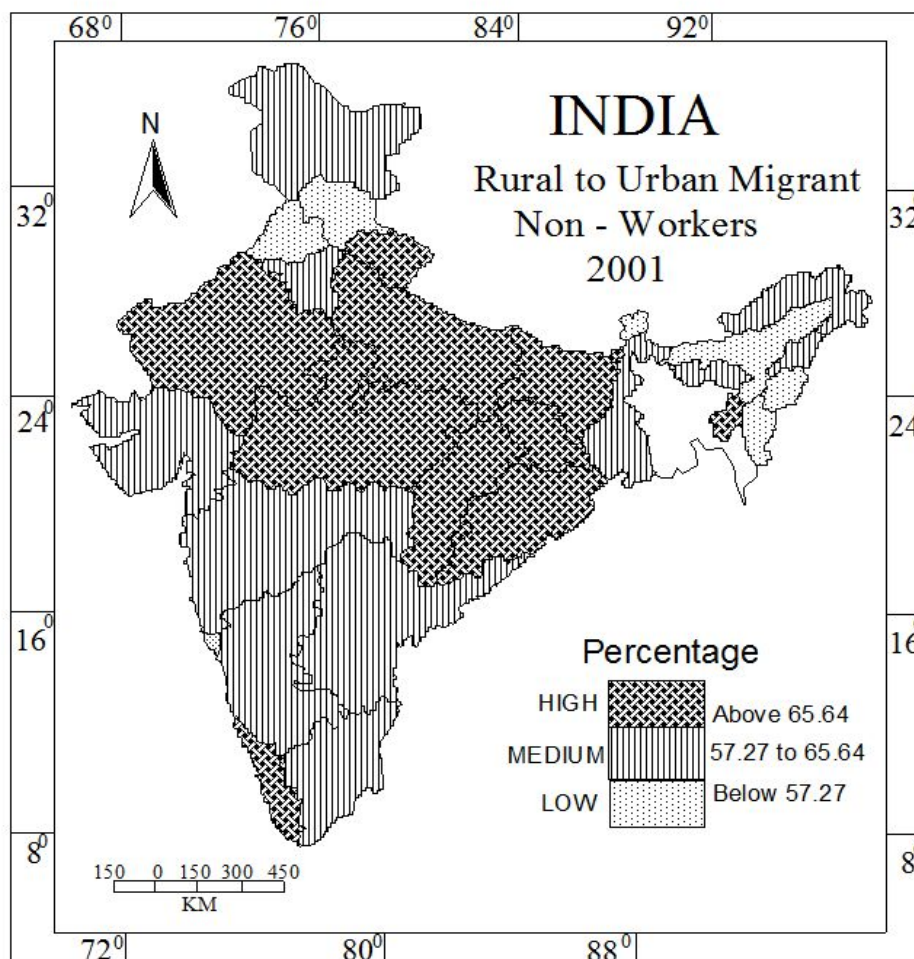 68⁰ 76⁰ 84⁰ 92⁰
N
INDIA
Rural to Urban Migrant
Non - Workers
2001
32⁰ 32
24⁰ 24
16⁰ 16
8⁰ 8
Percentage
HIGH Above 65.64
MEDIUM 57.27 to 65.64
LOW Below 57.27
150 0 150 300 450
KM
72⁰ 80⁰ 88⁰